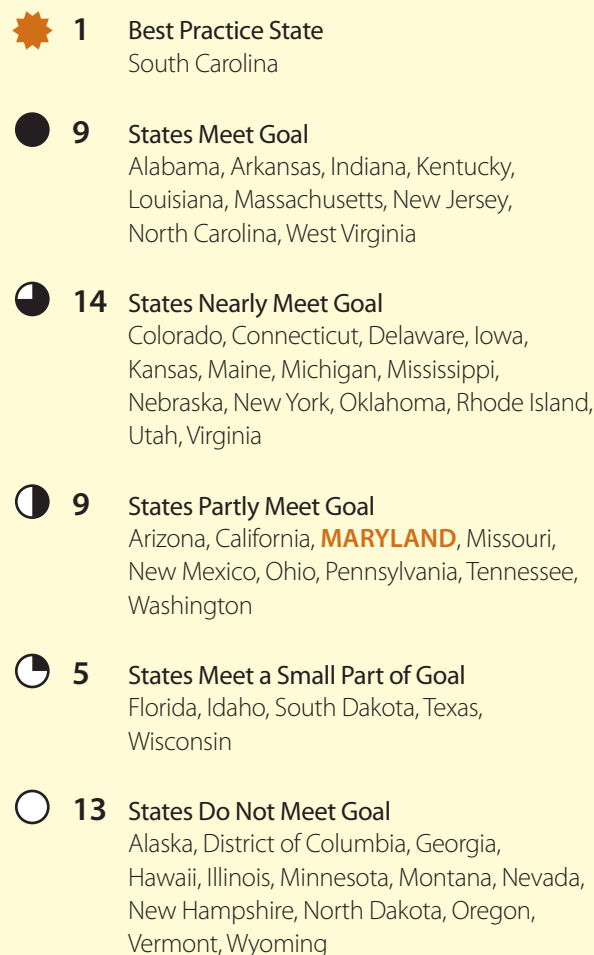 1 Best Practice State
South Carolina
9 States Meet Goal
Alabama, Arkansas, Indiana, Kentucky,
Louisiana, Massachusetts, New Jersey,
North Carolina, West Virginia
14 States Nearly Meet Goal
Colorado, Connecticut, Delaware, Iowa,
Kansas, Maine, Michigan, Mississippi,
Nebraska, New York, Oklahoma, Rhode Island,
Utah, Virginia
9 States Partly Meet Goal
Arizona, California, MARYLAND, Missouri,
New Mexico, Ohio, Pennsylvania, Tennessee,
Washington
5 States Meet a Small Part of Goal
Florida, Idaho, South Dakota, Texas,
Wisconsin
13 States Do Not Meet Goal
Alaska, District of Columbia, Georgia,
Hawaii, Illinois, Minnesota, Montana, Nevada,
New Hampshire, North Dakota, Oregon,
Vermont, Wyoming